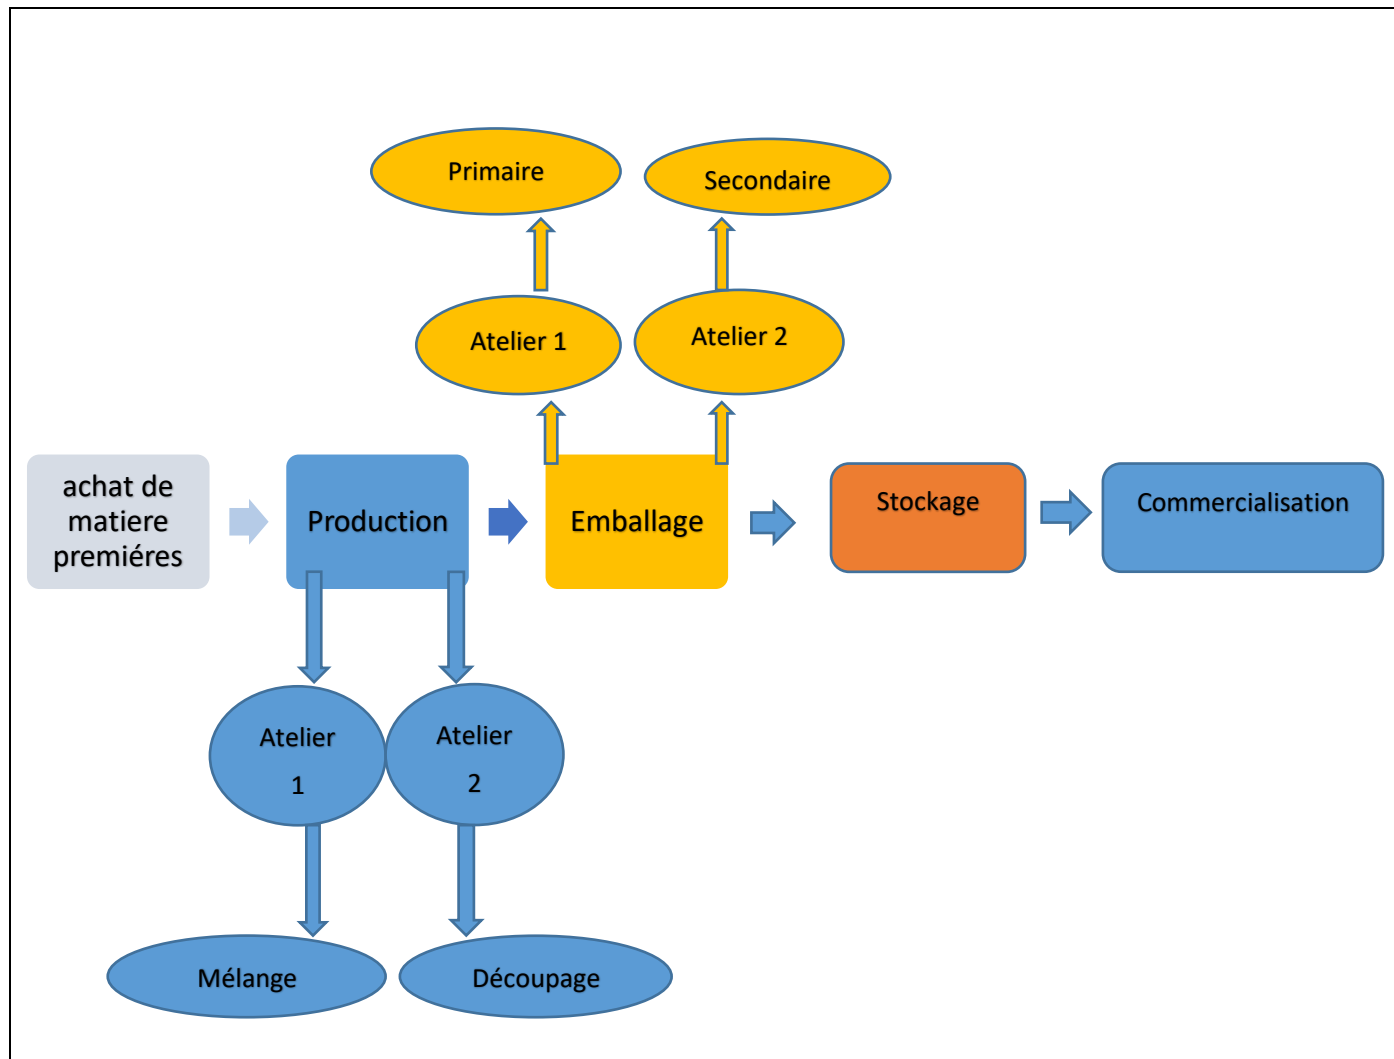 Primaire
Secondaire
Atelier 1
Atelier 2
achat de
matiere
premiéres
Production
Emballage
Stockage
Commercialisation
Atelier
1
Atelier
2
Mélange
Découpage